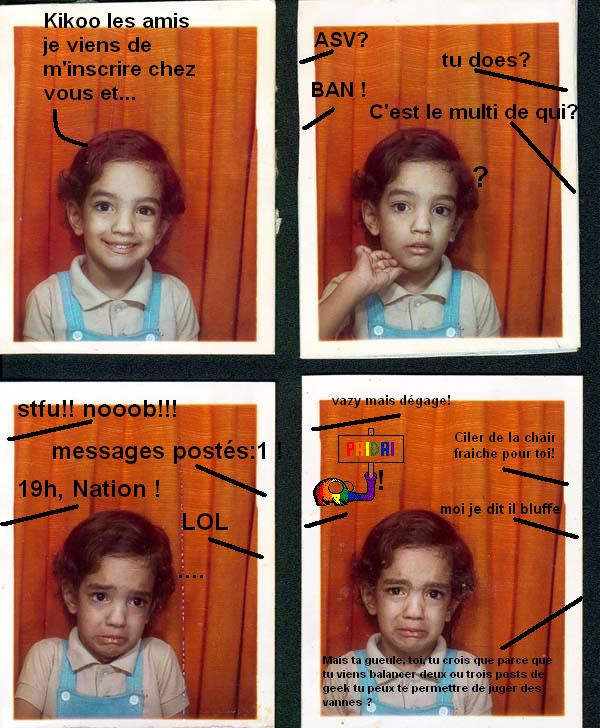 Kikoo les amis
je viens de
m'inscrire chez
vous et...
ASV?
tu does?
BAN !
C'est le multi de qui?
?
stfu!! nooob!!!
messages postés:1 !
19h, Nation !
LOL
....
vazy mais dégage!
PRIDRI
!
Ciler de la chair
fraiche pour toi!
moi je dit il bluffe
Mais ta gueule, toi, tu crois que parce que
tu viens balancer deux ou trois posts de
geek tu peux te permettre de juger des
vannes ?